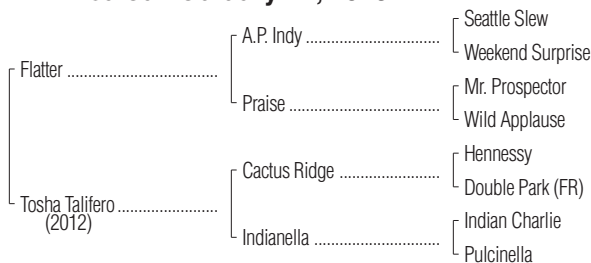 Seattle Slew
A.P. Indy
Weekend Surprise
Flatter
Mr. Prospector
Praise
Wild Applause
Hennessy
Cactus Ridge
Double Park (FR)
Tosha Talifero
(2012)
Indian Charlie
Indianella
Pulcinella